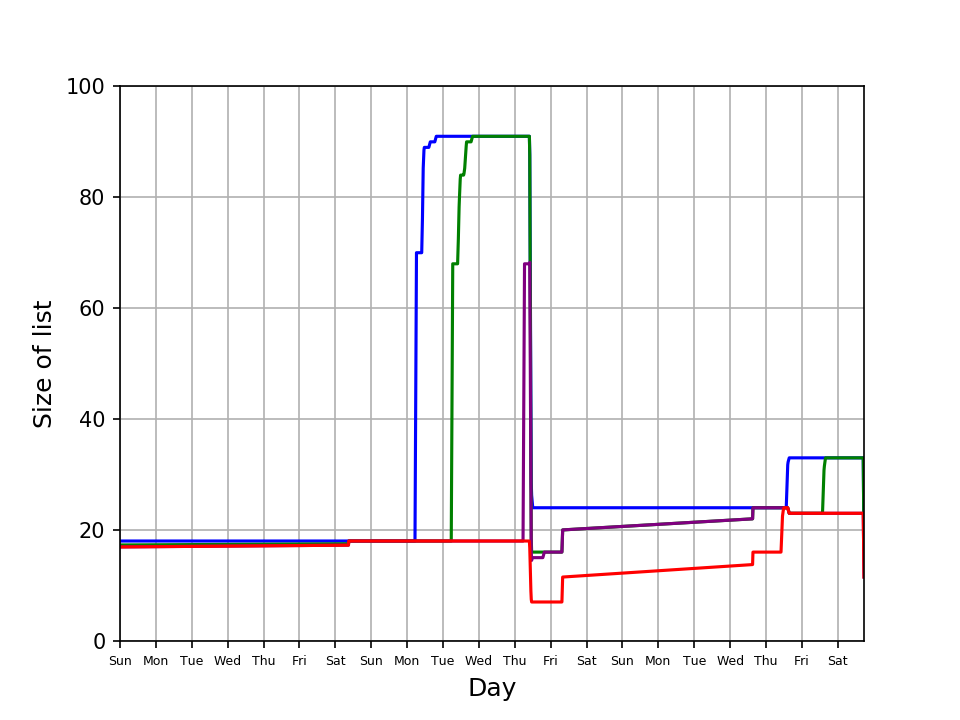 100
80
60
40
20
0
Size of list
Sun Mon Tue Wed Thu Fri Sat Sun Mon Tue Wed Thu Fri Sat Sun Mon Tue Wed Thu Fri Sat
Day